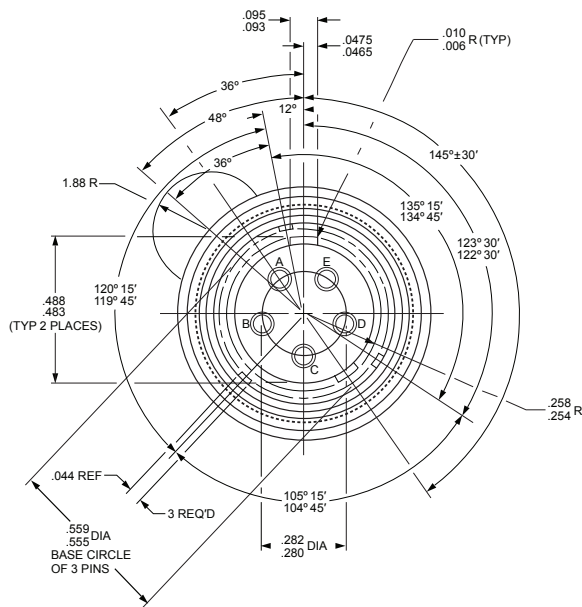 .095
.093
.0475
.0465
.010
.006 R (TYP)
36°
48°
12°
36°
145°±30′
1.88 R
135° 15′
134° 45′
123° 30′
122° 30′
A
E
120° 15′
119° 45′
.488
.483
(TYP 2 PLACES)
B
D
C
.258
.254 R
.044 REF
3 REQ'D
105° 15′
104° 45′
.559
.555 DIA
BASE CIRCLE
OF 3 PINS
.282
.280 DIA